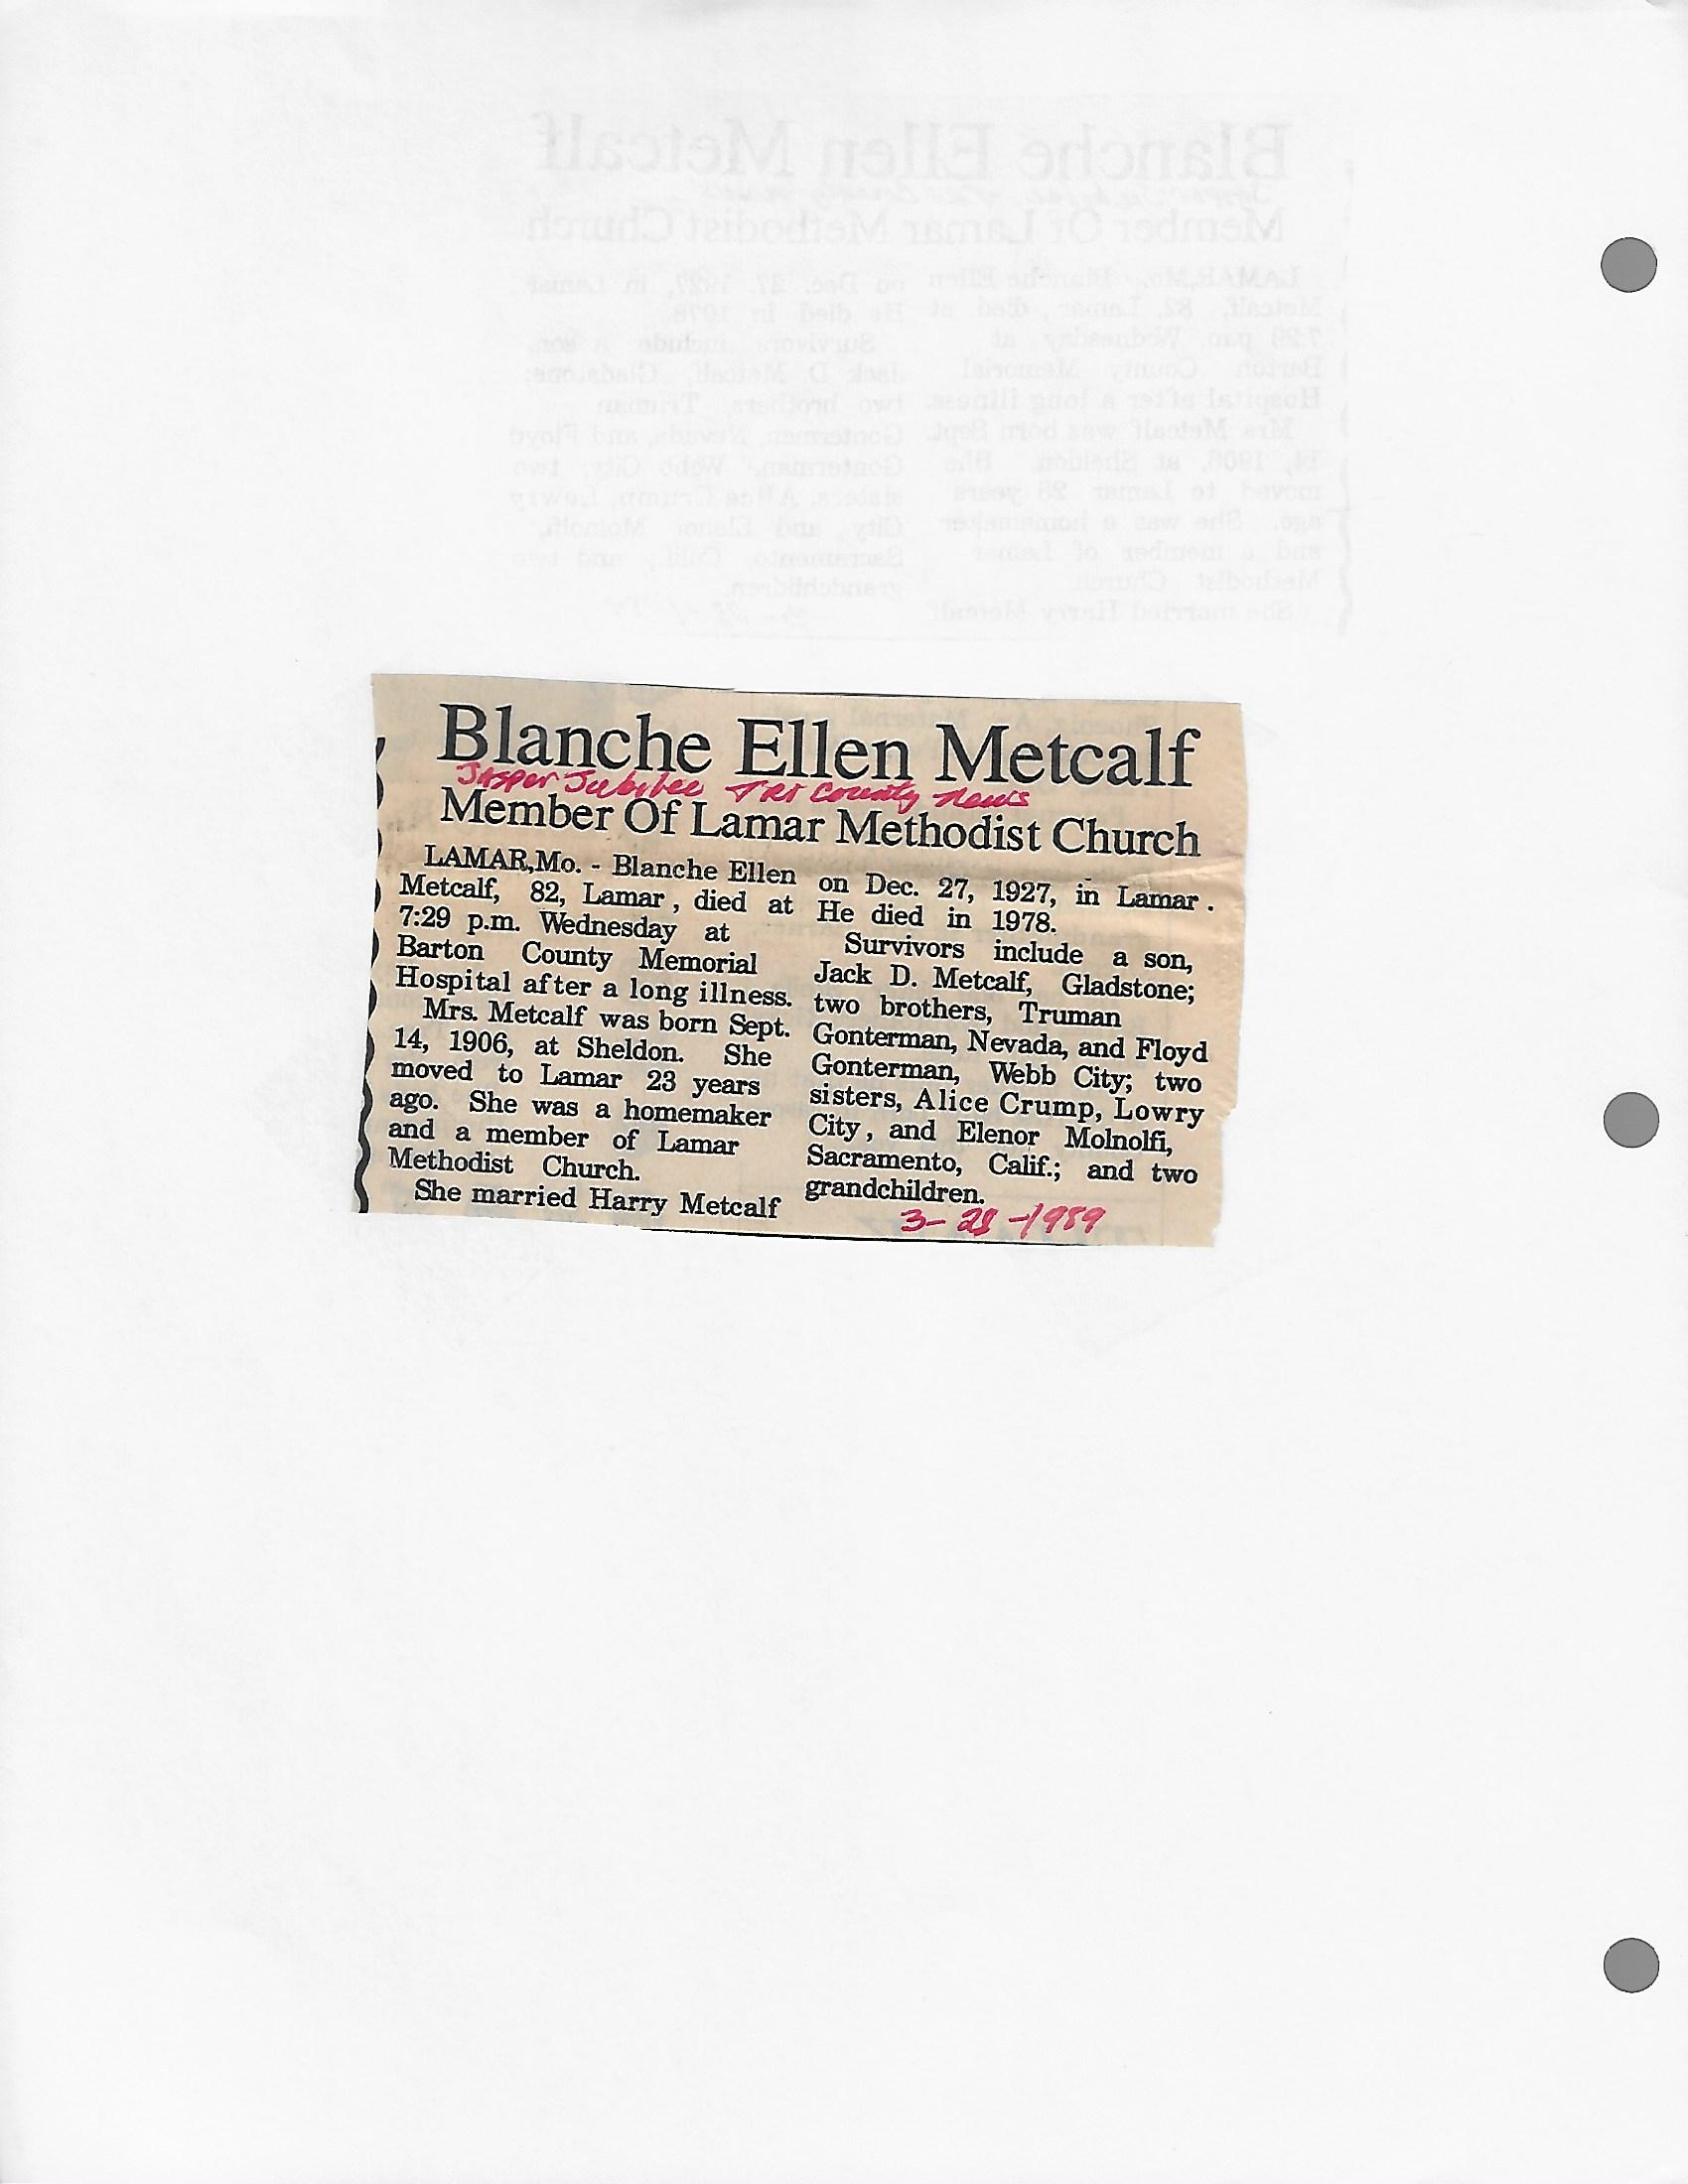 Blanche Ellen Metcalf
Jasper Jubilee Tri County News
Member Of Lamar Methodist Church
LAMAR,Mo. - Blanche Ellen
Metcalf, 82, Lamar, died at
7:29 p.m. Wednesday at
Barton County Memorial
Hospital after a long illness.
Mrs. Metcalf was born Sept.
14, 1906, at Sheldon. She
moved to Lamar 23 years
ago. She was a homemaker
and a member of Lamar
Methodist Church.
She married Harry Metcalf
on Dec. 27, 1927, in Lamar.
He died in 1978.
Survivors include a son,
Jack D. Metcalf, Gladstone;
two brothers, Truman
Gonterman, Nevada, and Floyd
Gonterman, Webb City; two
sisters, Alice Crump, Lowry
City, and Elenor Molnolfi,
Sacramento, Calif.; and two
grandchildren.
3-28-1989